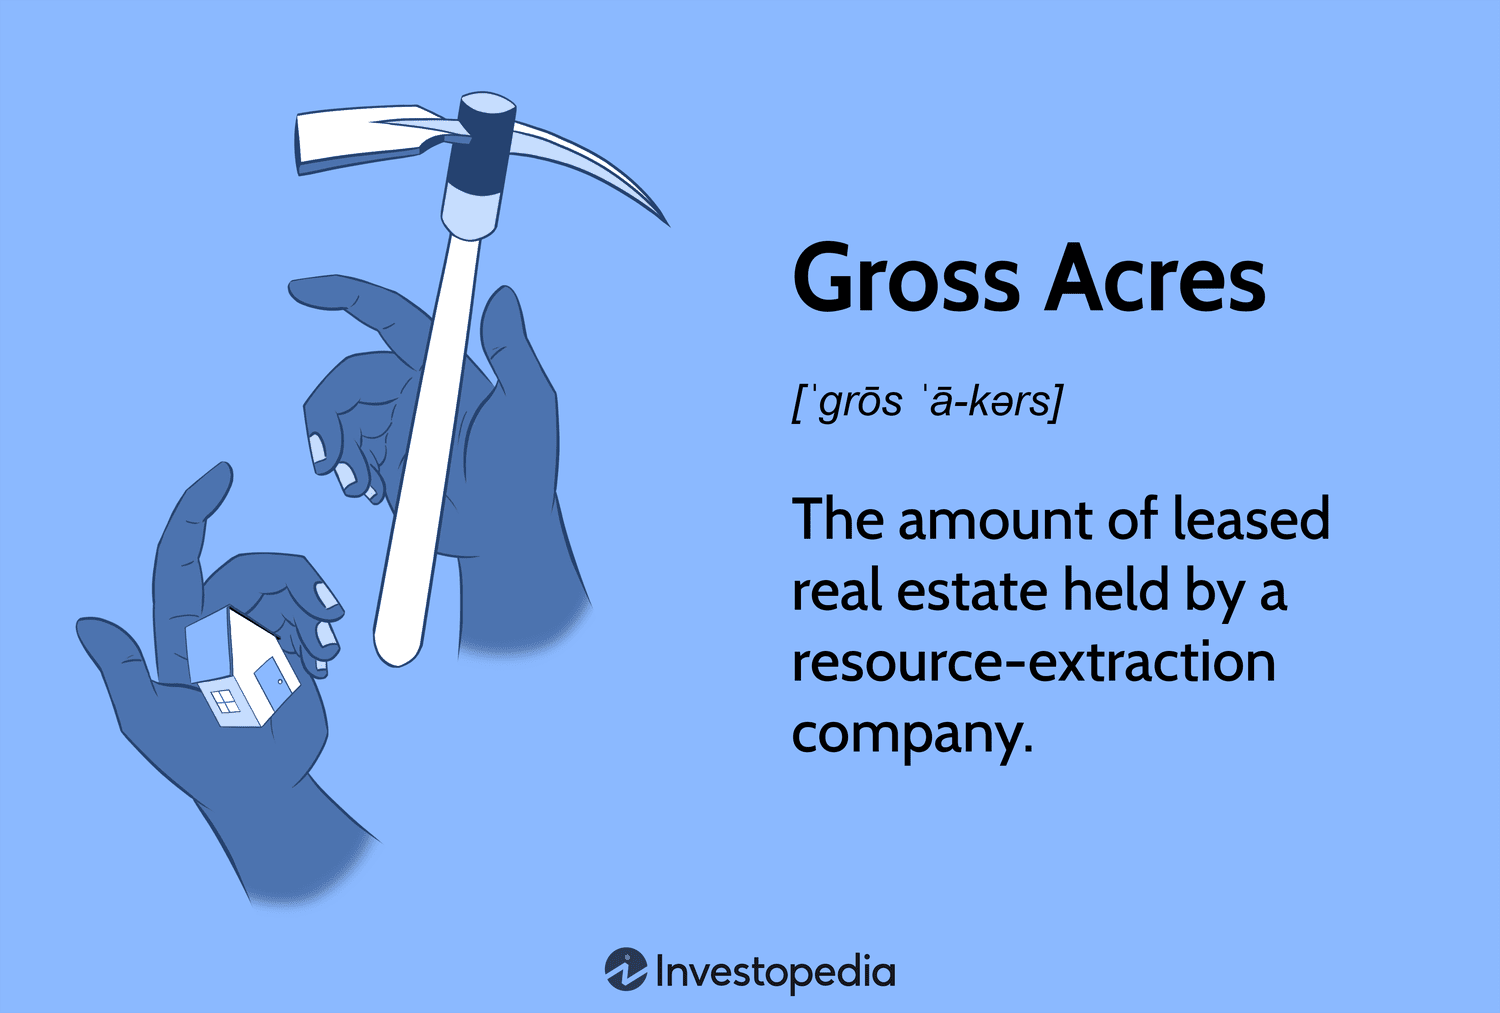 Gross Acres
[ˈgrōs ˈā-kərs]
The amount of leased
real estate held by a
resource-extraction
company.
Investopedia